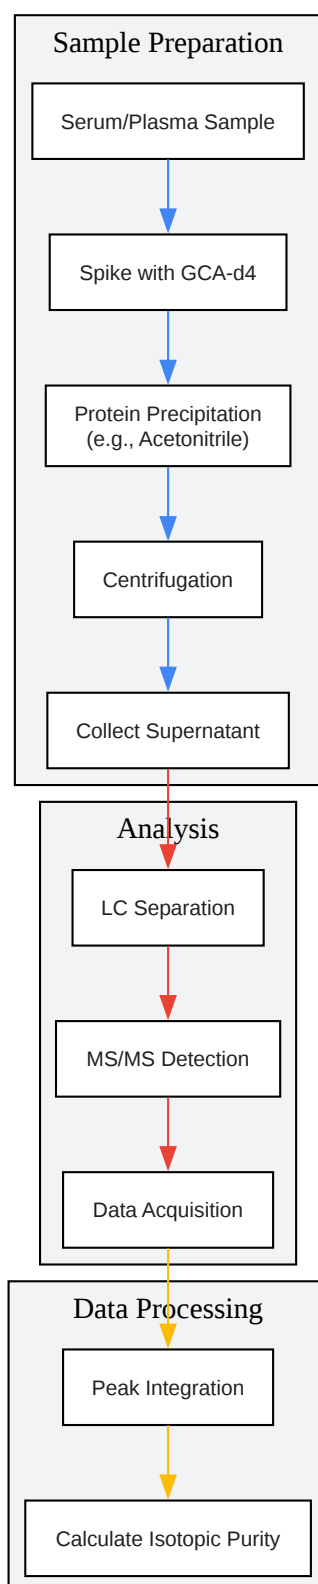 Sample Preparation
Serum/Plasma Sample
Spike with GCA-d4
Protein Precipitation
(e.g., Acetonitrile)
Centrifugation
Collect Supernatant
Analysis
LC Separation
MS/MS Detection
Data Acquisition
Data Processing
Peak Integration
Calculate Isotopic Purity